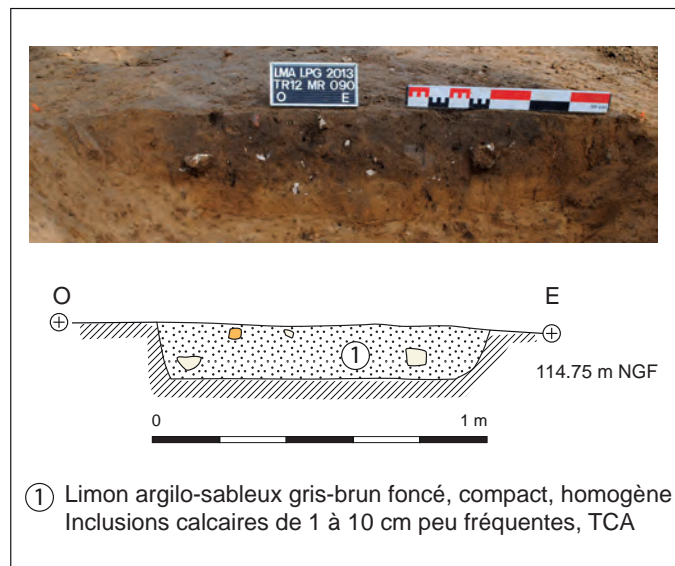 LMA LPG 2013
TR12 MR 090
O E
O E
1
114.75 m NGF
0 1 m
1 Limon argilo-sableux gris-brun foncé, compact, homogène
Inclusions calcaires de 1 à 10 cm peu fréquentes, TCA